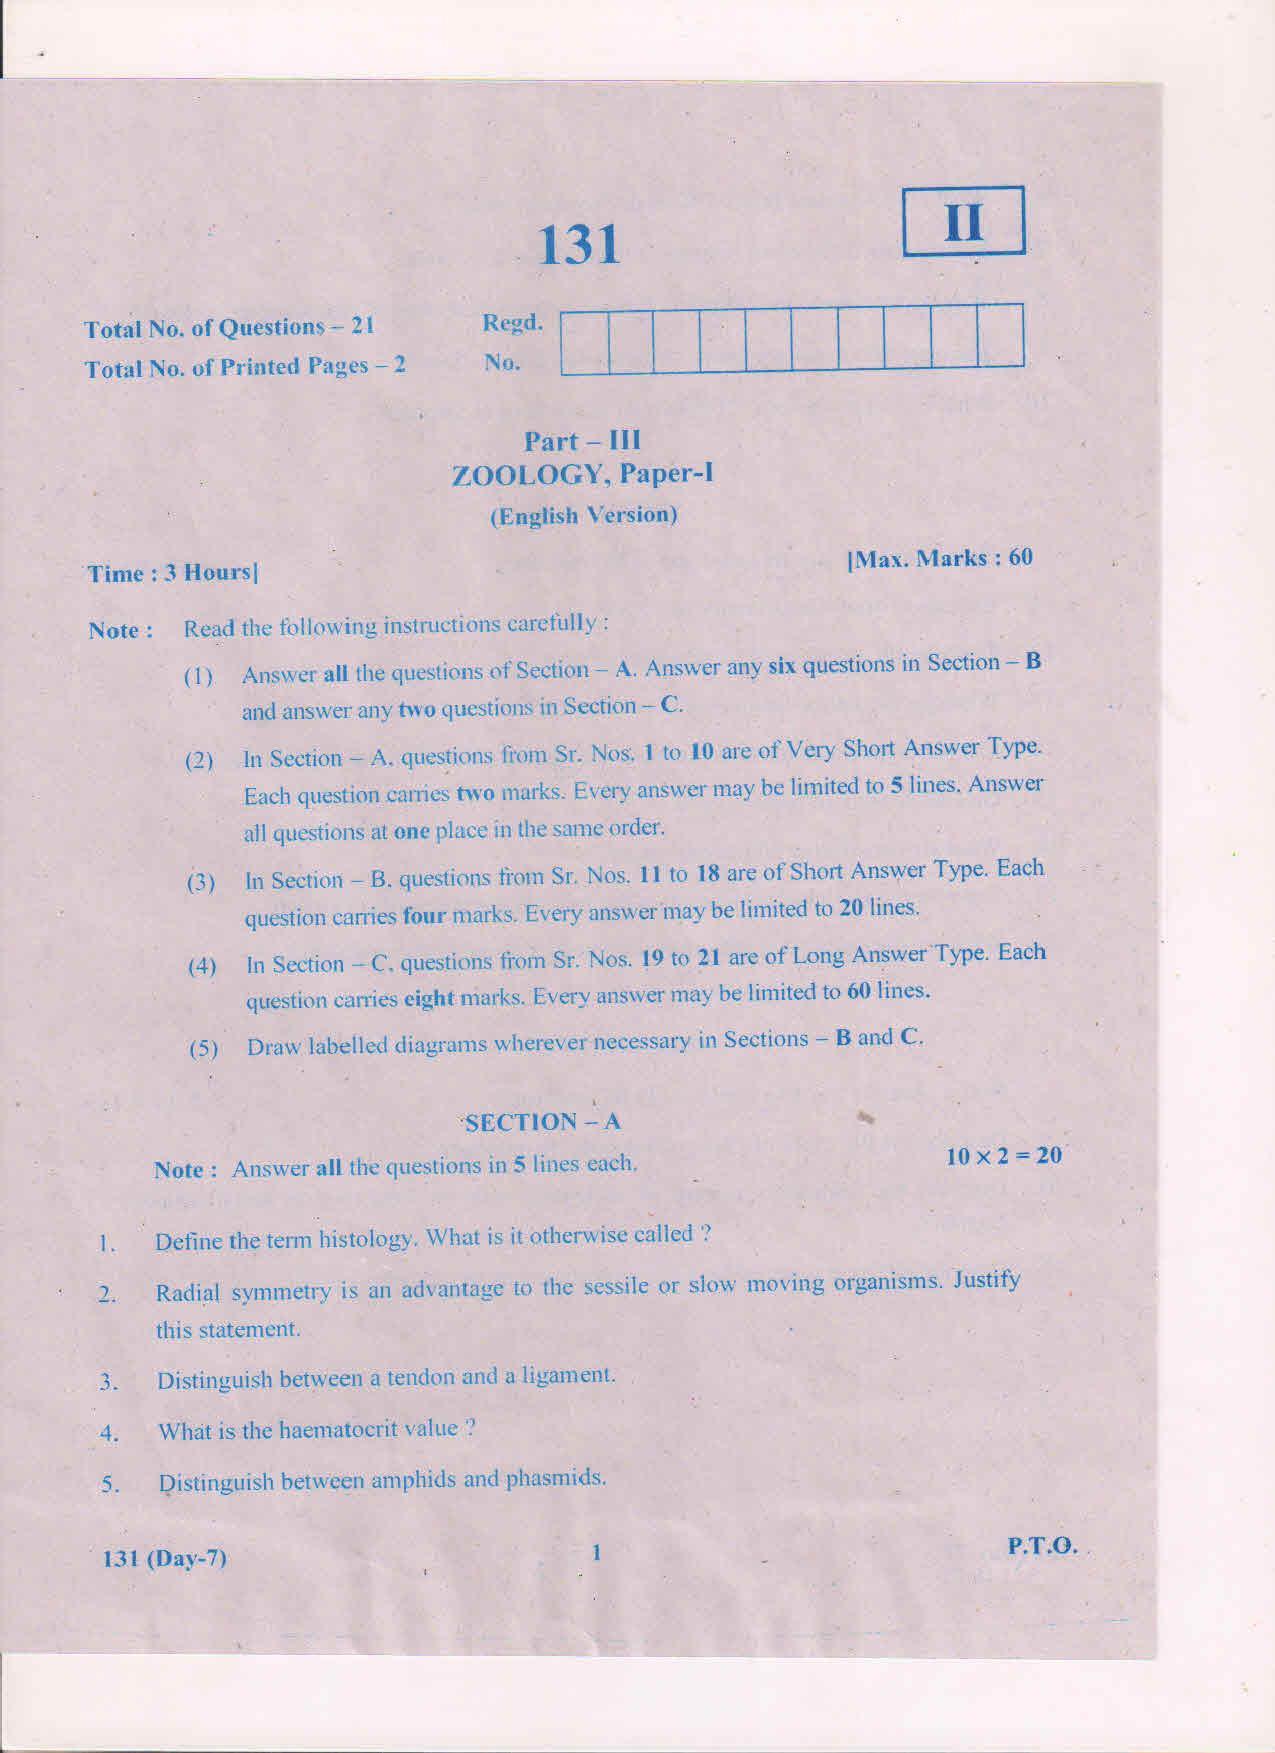 II
131
Total No. of Questions – 21
Regd.
Total No. of Printed Pages – 2
No.
Part – III
ZOOLOGY, Paper-I
(English Version)
Time : 3 Hours]
[Max. Marks : 60
Note : Read the following instructions carefully :
(1) Answer all the questions of Section – A. Answer any six questions in Section – B
and answer any two questions in Section – C.
(2) In Section – A, questions from Sr. Nos. 1 to 10 are of Very Short Answer Type.
Each question carries two marks. Every answer may be limited to 5 lines. Answer
all questions at one place in the same order.
(3) In Section – B, questions from Sr. Nos. 11 to 18 are of Short Answer Type. Each
question carries four marks. Every answer may be limited to 20 lines.
(4) In Section – C, questions from Sr. Nos. 19 to 21 are of Long Answer Type. Each
question carries eight marks. Every answer may be limited to 60 lines.
(5) Draw labelled diagrams wherever necessary in Sections – B and C.
SECTION – A
Note : Answer all the questions in 5 lines each.
10 × 2 = 20
1. Define the term histology. What is it otherwise called ?
2. Radial symmetry is an advantage to the sessile or slow moving organisms. Justify
this statement.
3. Distinguish between a tendon and a ligament.
4. What is the haematocrit value ?
5. Distinguish between amphids and phasmids.
131 (Day-7)
1
P.T.O.